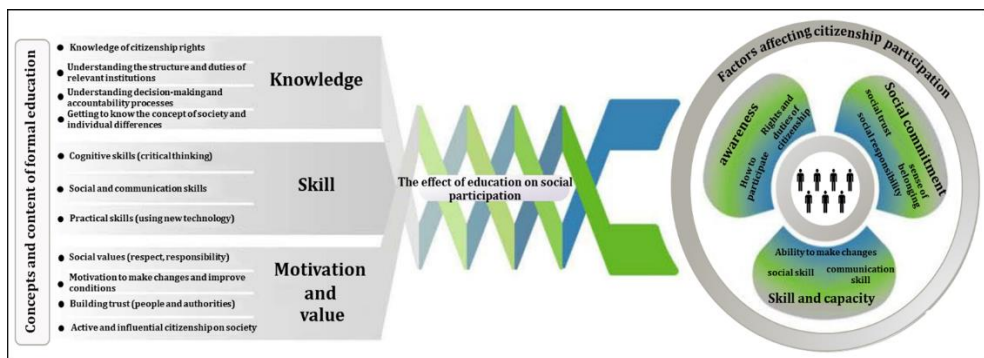 Concepts and content of formal education
Knowledge of citizenship rights
Understanding the structure and duties of
relevant institutions
Understanding decision-making and
accountability processes
Getting to know the concept of society and
individual differences
Knowledge
Cognitive skills (critical thinking)
Social and communication skills
Practical skills (using new technology)
Skill
Social values (respect, responsibility)
Motivation to make changes and improve
conditions
Building trust (people and authorities)
Active and influential citizenship on society
Motivation
and
value
The effect of education on social
participation
Factors affecting citizenship participation
awareness
Rights and
duties of
citizenship
How to
participate
Social commitment
social trust
social responsibility
sense of
belonging
Ability to make changes
social skill
communication
skill
Skill and capacity